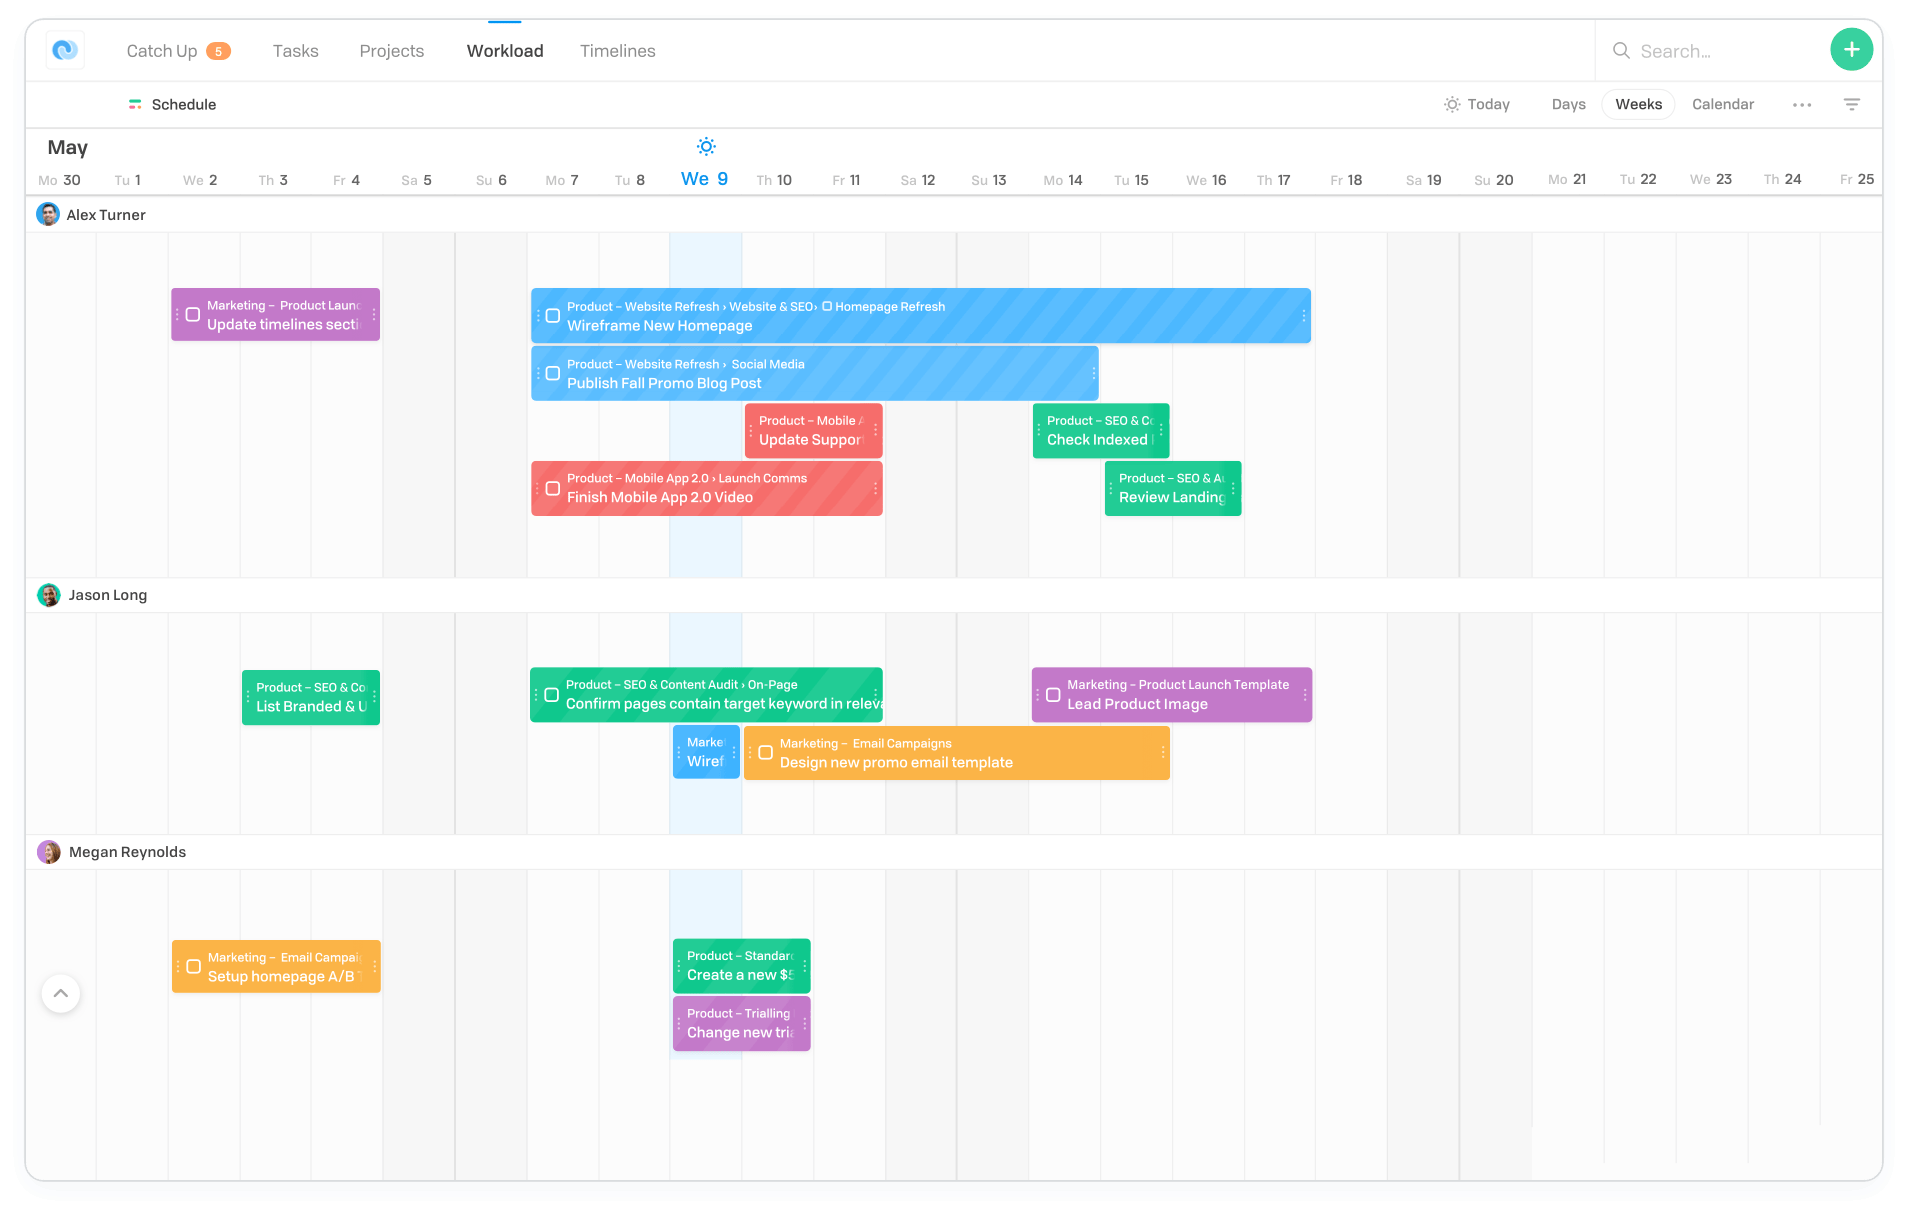 Catch Up 5 Tasks Projects Workload Timelines Search...
Schedule Today Days Weeks Calendar
May
Mo 30 Tu 1 We 2 Th 3 Fr 4 Sa 5 Su 6 Mo 7 Tu 8 We 9 Th 10 Fr 11 Sa 12 Su 13 Mo 14 Tu 15 We 16 Th 17 Fr 18 Sa 19 Su 20 Mo 21 Tu 22 We 23 Th 24 Fr 25
Alex Turner
Marketing – Product Launc
Update timelines secti
Product – Website Refresh › Website & SEO› Homepage Refresh
Wireframe New Homepage
Product – Website Refresh › Social Media
Publish Fall Promo Blog Post
Product – Mobile
Update Suppor
Product – SEO & Co
Check Indexed
Product – Mobile App 2.0 › Launch Comms
Finish Mobile App 2.0 Video
Product – SEO & Au
Review Landing
Jason Long
Product – SEO & Co
List Branded & U
Product – SEO & Content Audit › On-Page
Confirm pages contain target keyword in releva
Marketing – Product Launch Template
Lead Product Image
Marke
Wiref
Marketing – Email Campaigns
Design new promo email template
Megan Reynolds
Marketing – Email Campai
Setup homepage A/B T
Product – Standar
Create a new $5
Product – Trialling
Change new tria